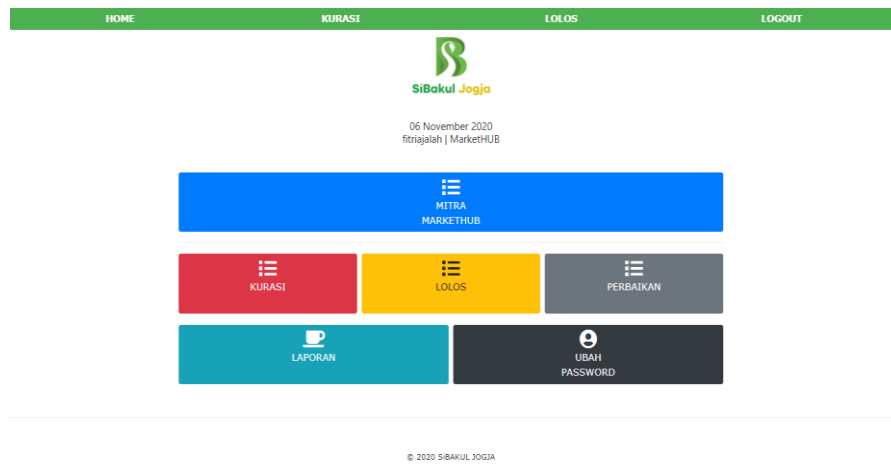 HOME KURASI LOLOS LOGOUT
SiBakul Jogja
06 November 2020
fitriajalah | MarketHUB
MITRA
MARKETHUB
KURASI LOLOS PERBAIKAN
LAPORAN UBAH
PASSWORD
© 2020 SiBAKUL JOGJA